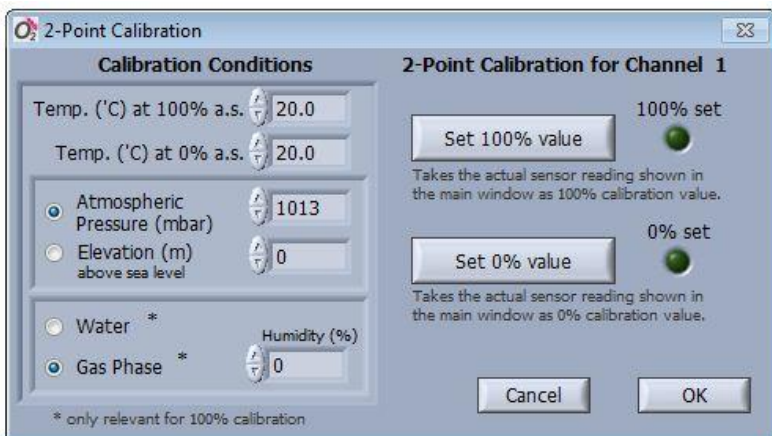 O₂ 2-Point Calibration
Calibration Conditions
Temp. ('C) at 100% a.s. 20.0
Temp. ('C) at 0% a.s. 20.0
Atmospheric
Pressure (mbar) 1013
Elevation (m) 0
above sea level
Water *
Humidity (%)
Gas Phase * 0
* only relevant for 100% calibration
2-Point Calibration for Channel 1
100% set
Set 100% value
Takes the actual sensor reading shown in
the main window as 100% calibration value.
0% set
Set 0% value
Takes the actual sensor reading shown in
the main window as 0% calibration value.
Cancel OK